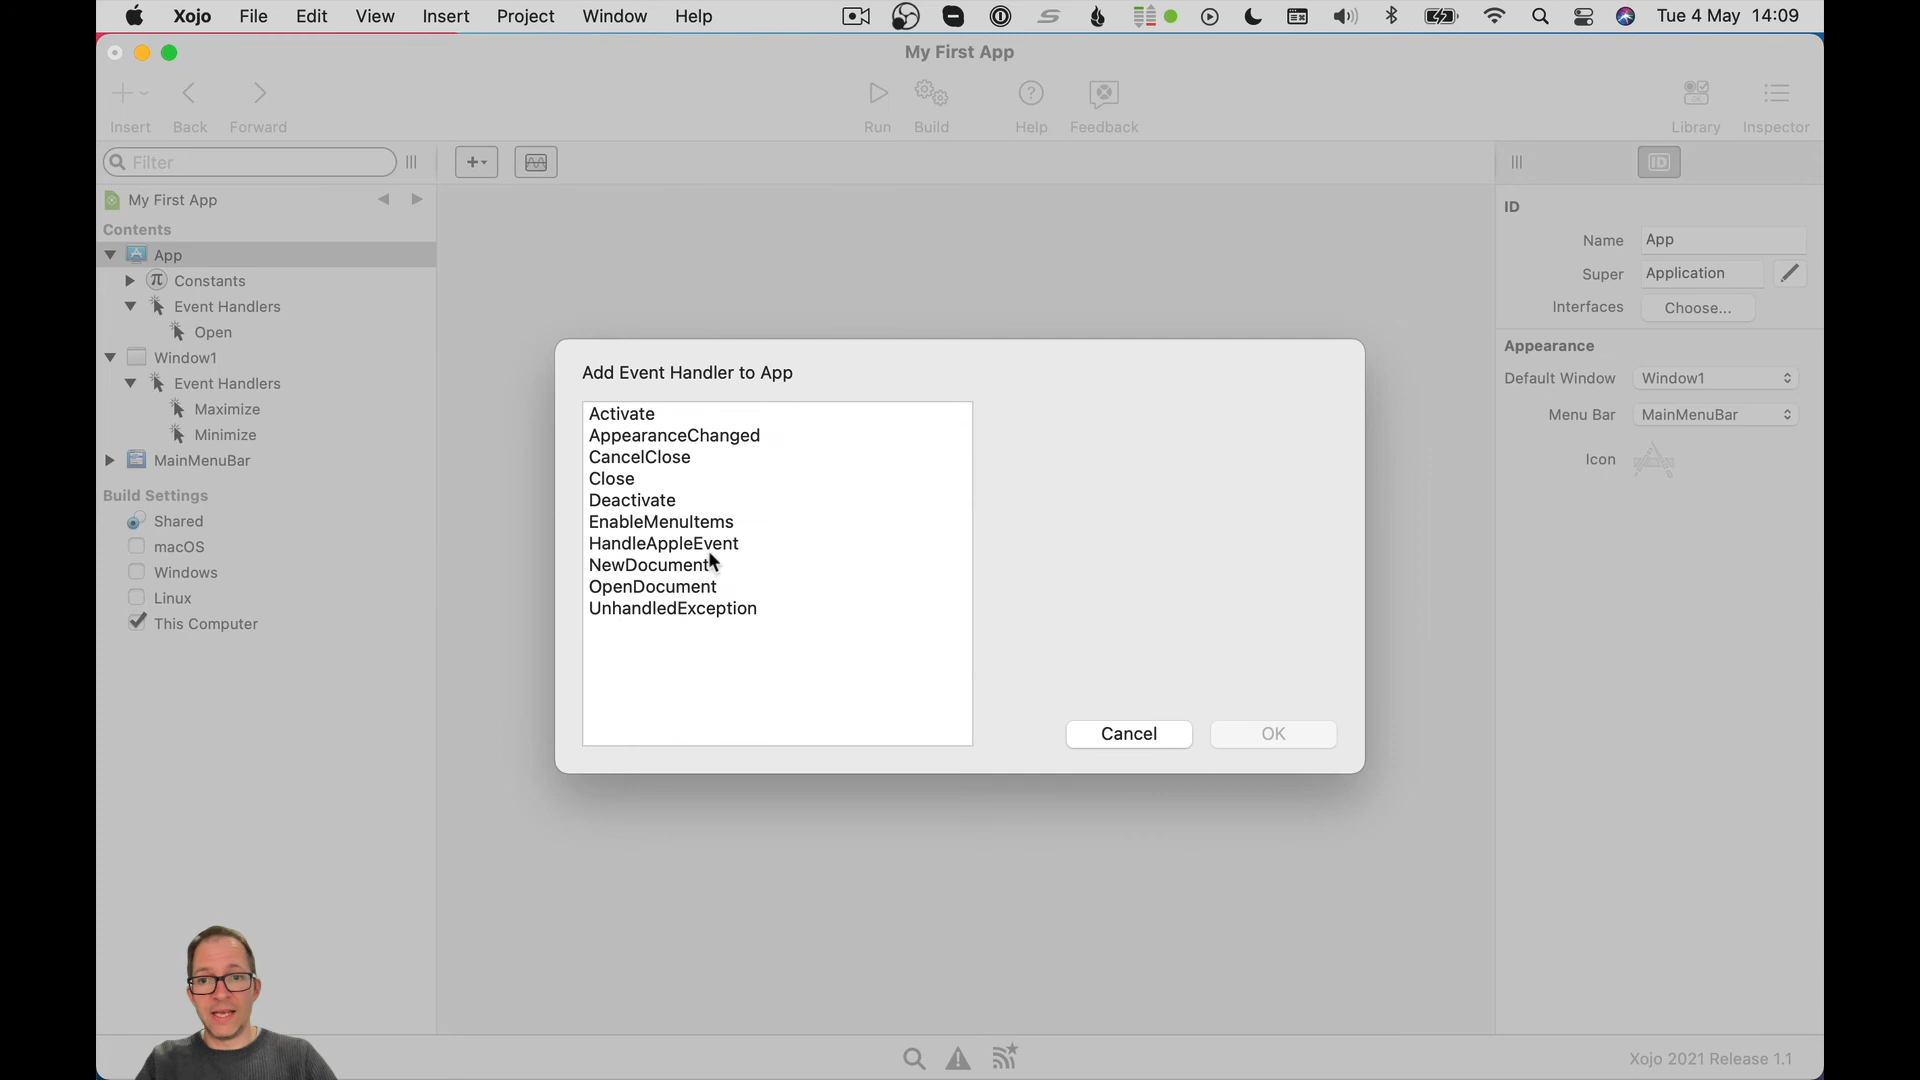 Xojo File Edit View Insert Project Window Help Tue 4 May 14:09
My First App
Insert Back Forward Run Build Help Feedback Library Inspector
Filter
My First App
Contents
App
Constants
Event Handlers
Open
Window1
Event Handlers
Maximize
Minimize
MainMenuBar
Build Settings
Shared
macOS
Windows
Linux
This Computer
Add Event Handler to App
Activate
AppearanceChanged
CancelClose
Close
Deactivate
EnableMenuItems
HandleAppleEvent
NewDocument
OpenDocument
UnhandledException
Cancel OK
ID
ID
Name App
Super Application
Interfaces Choose...
Appearance
Default Window Window1
Menu Bar MainMenuBar
Icon
Xojo 2021 Release 1.1